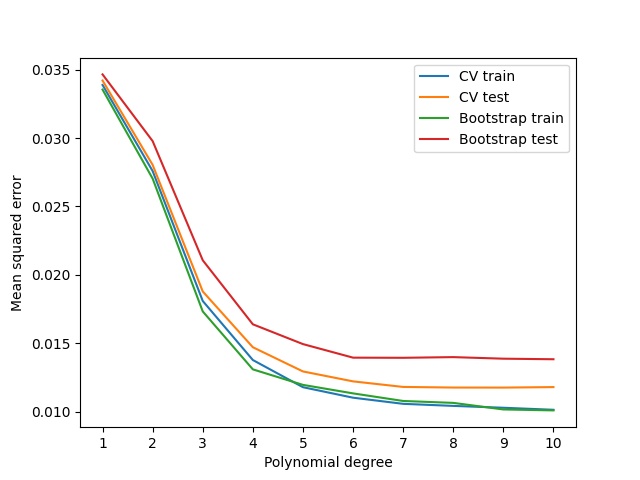 0.035
0.030
0.025
0.020
0.015
0.010
Mean squared error
CV train
CV test
Bootstrap train
Bootstrap test
1 2 3 4 5 6 7 8 9 10
Polynomial degree